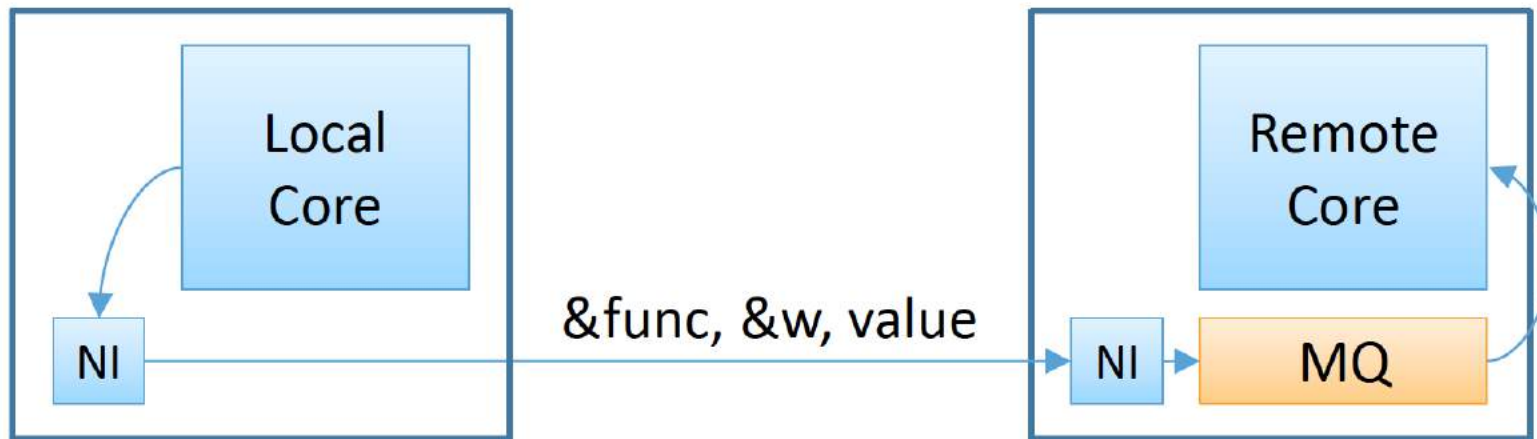 Local
Core
Remote
Core
&func, &w, value
NI
NI
MQ